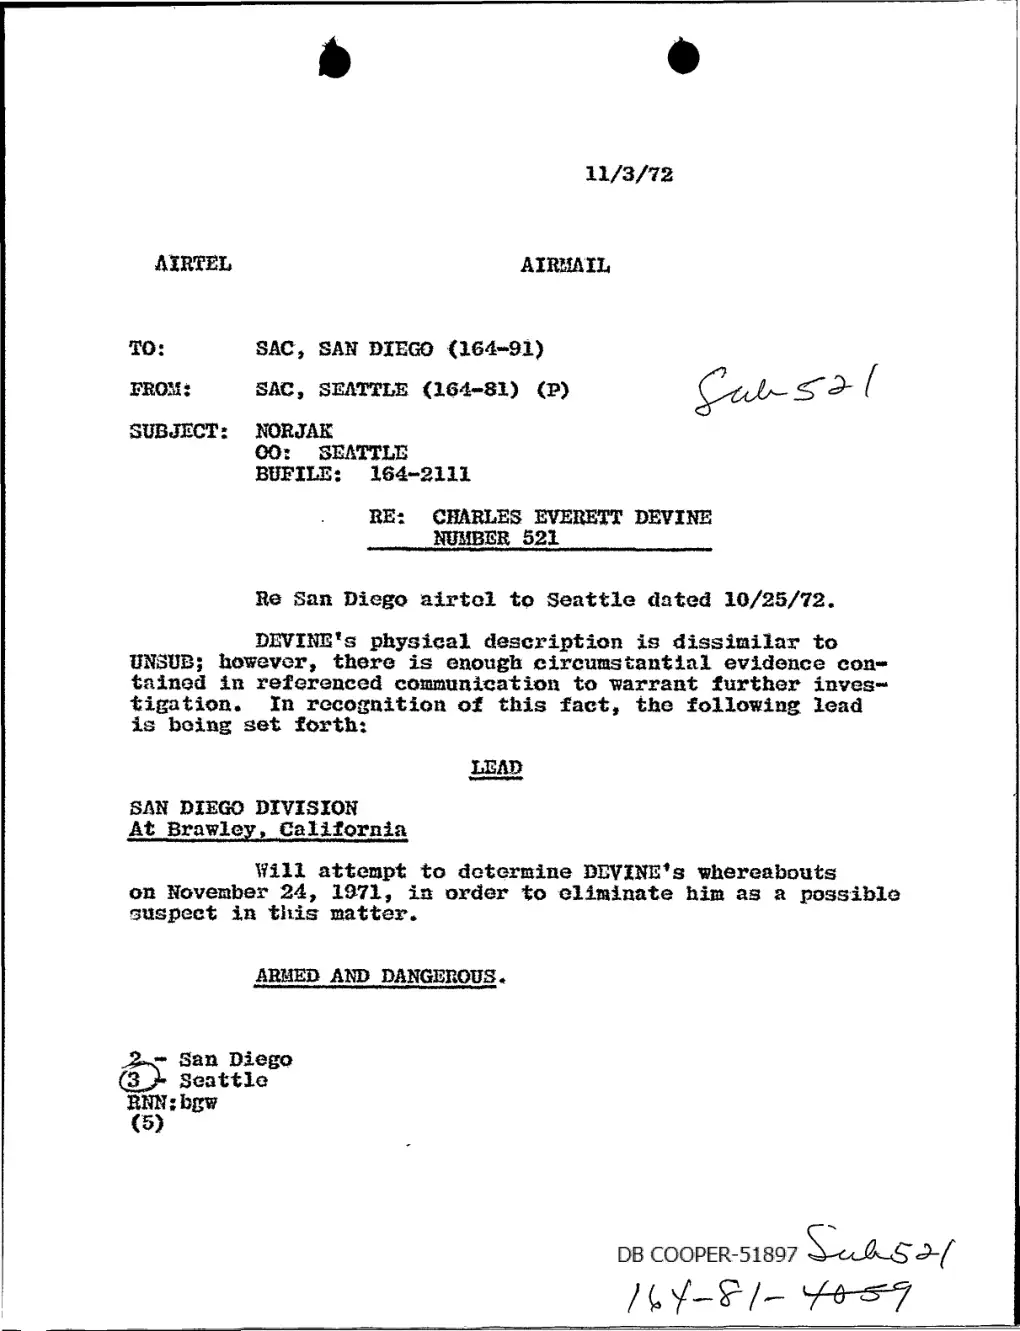 11/3/72
AIRTEL AIRMAIL
TO: SAC, SAN DIEGO (164-91)
FROM: SAC, SEATTLE (164-81) (P)
Sub 521
SUBJECT: NORJAK
OO: SEATTLE
BUFILE: 164-2111
RE: CHARLES EVERETT DEVINE
NUMBER 521
Re San Diego airtel to Seattle dated 10/25/72.
DEVINE's physical description is dissimilar to
UNSUB; however, there is enough circumstantial evidence con-
tained in referenced communication to warrant further inves-
tigation. In recognition of this fact, the following lead
is being set forth:
LEAD
SAN DIEGO DIVISION
At Brawley, California
Will attempt to determine DEVINE's whereabouts
on November 24, 1971, in order to eliminate him as a possible
suspect in this matter.
ARMED AND DANGEROUS.
2 - San Diego
3 - Seattle
RNN:bgw
(5)
DB COOPER-51897 Sub 521
164-81-4059